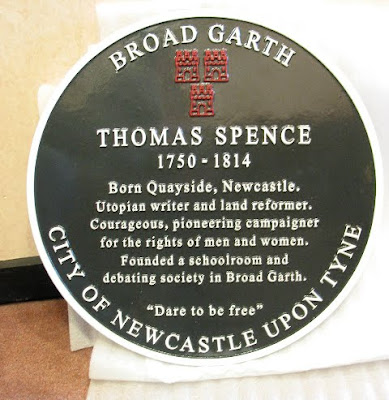 BROAD GARTH
THOMAS SPENCE
1750 - 1814
Born Quayside, Newcastle.
Utopian writer and land reformer.
Courageous, pioneering campaigner
for the rights of men and women.
Founded a schoolroom and
debating society in Broad Garth.
"Dare to be free"
CITY OF NEWCASTLE UPON TYNE